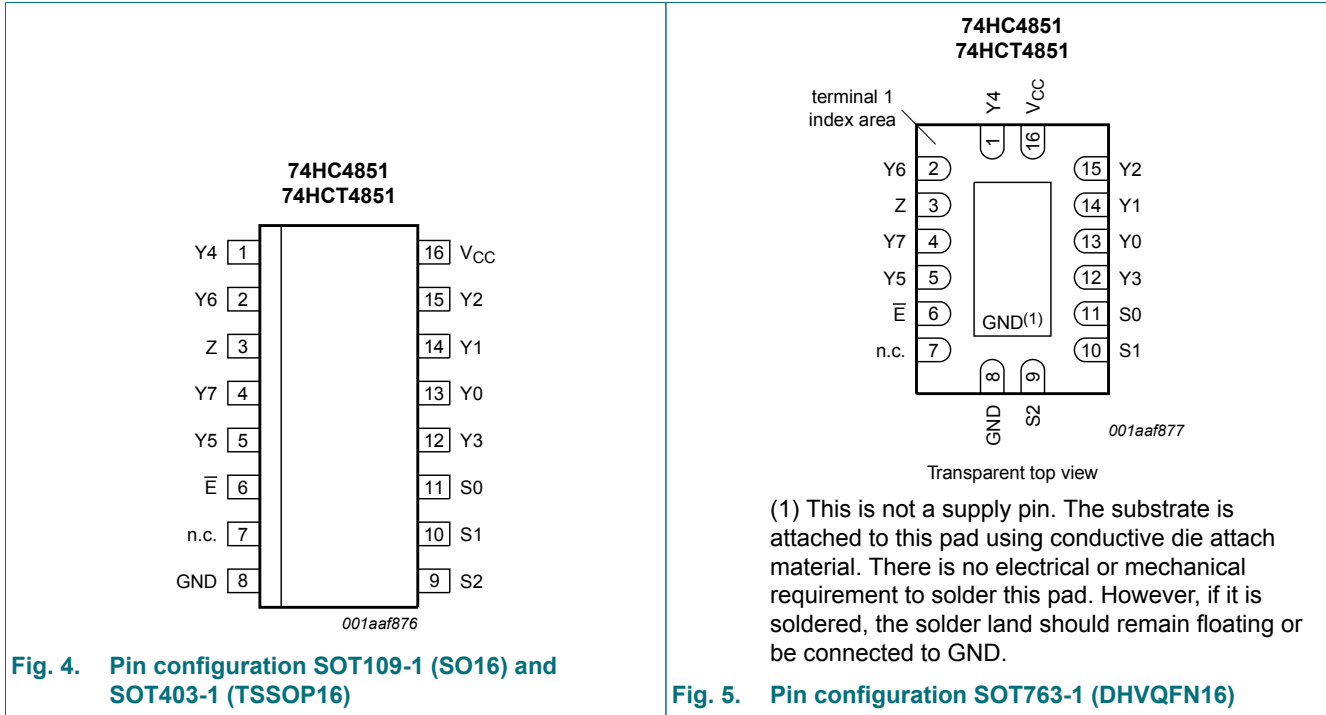 74HC4851
74HCT4851
Y4 1
16 VCC
Y6 2
15 Y2
Z 3
14 Y1
Y7 4
13 Y0
Y5 5
12 Y3
E̅ 6
11 S0
n.c. 7
10 S1
GND 8
9 S2
001aaf876
Fig. 4. Pin configuration SOT109-1 (SO16) and
SOT403-1 (TSSOP16)
74HC4851
74HCT4851
terminal 1
index area
Y4
VCC
1
16
Y6 2
15 Y2
Z 3
14 Y1
Y7 4
13 Y0
Y5 5
12 Y3
E̅ 6
11 S0
n.c. 7
10 S1
GND(1)
8
9
GND
S2
001aaf877
Transparent top view
(1) This is not a supply pin. The substrate is
attached to this pad using conductive die attach
material. There is no electrical or mechanical
requirement to solder this pad. However, if it is
soldered, the solder land should remain floating or
be connected to GND.
Fig. 5. Pin configuration SOT763-1 (DHVQFN16)